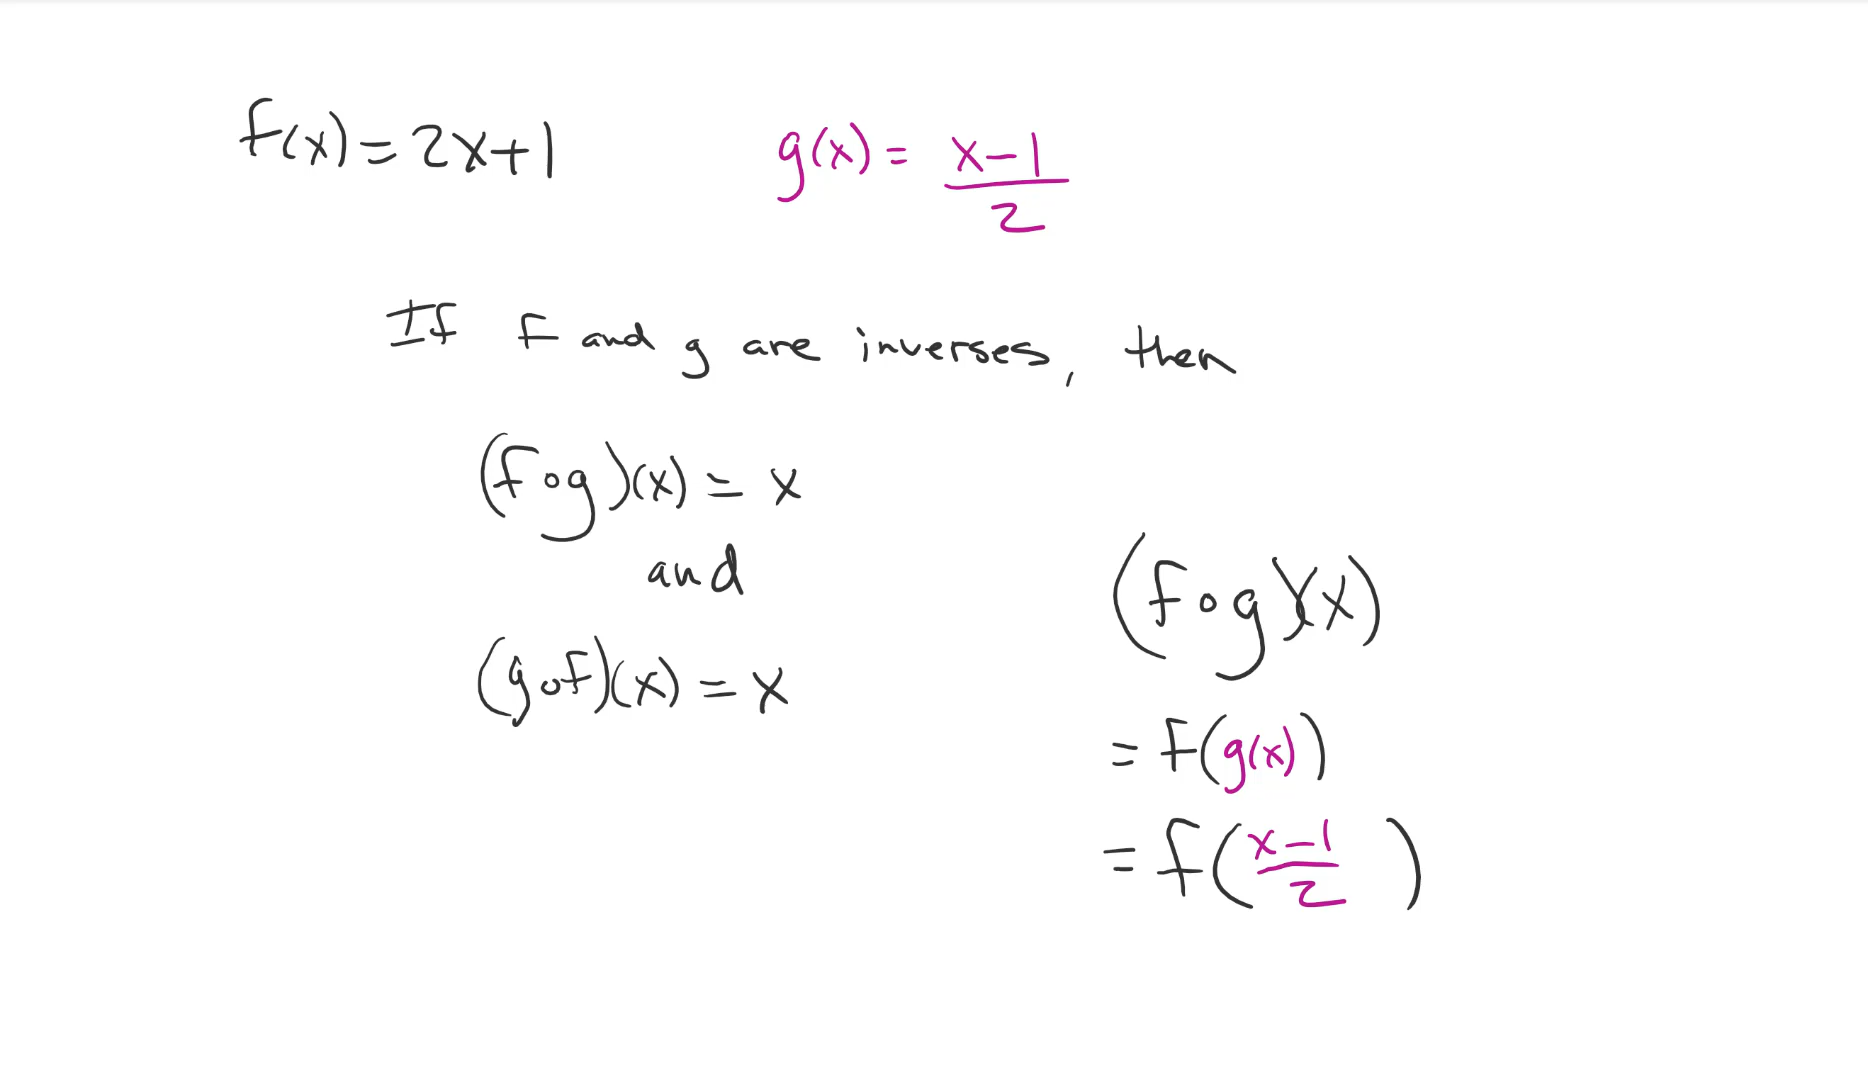 f(x) = 2x+1
g(x) = x-1/2
If f and g are inverses, then
(f∘g)(x) = x
and
(g∘f)(x) = x
(f∘g)(x)
= f(g(x))
= f(x-1/2)